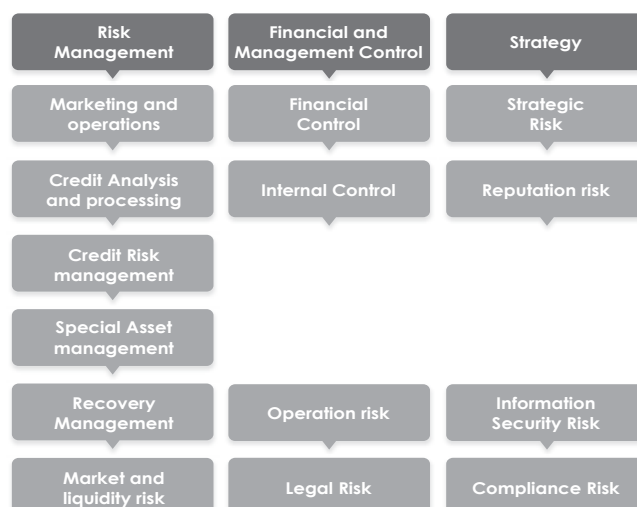 Risk
Management
Marketing and
operations
Credit Analysis
and processing
Credit Risk
management
Special Asset
management
Recovery
Management
Market and
liquidity risk
Financial and
Management Control
Financial
Control
Internal Control
Operation risk
Legal Risk
Strategy
Strategic
Risk
Reputation risk
Information
Security Risk
Compliance Risk